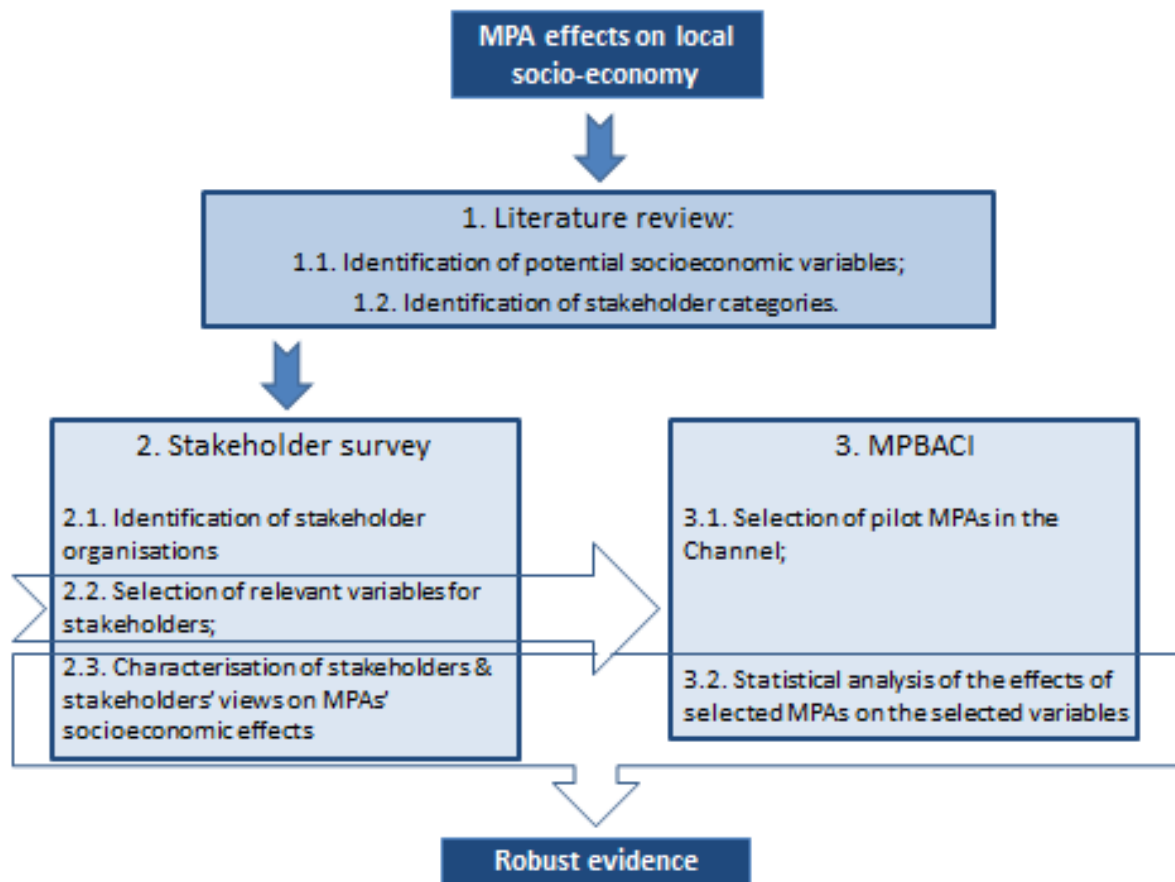 MPA effects on local
socio-economy
1. Literature review:
1.1. Identification of potential socioeconomic variables;
1.2. Identification of stakeholder categories.
2. Stakeholder survey
2.1. Identification of stakeholder
organisations
2.2. Selection of relevant variables for
stakeholders;
2.3. Characterisation of stakeholders &
stakeholders' views on MPAs'
socioeconomic effects
3. MPBACI
3.1. Selection of pilot MPAs in the
Channel;
3.2. Statistical analysis of the effects of
selected MPAs on the selected variables
Robust evidence